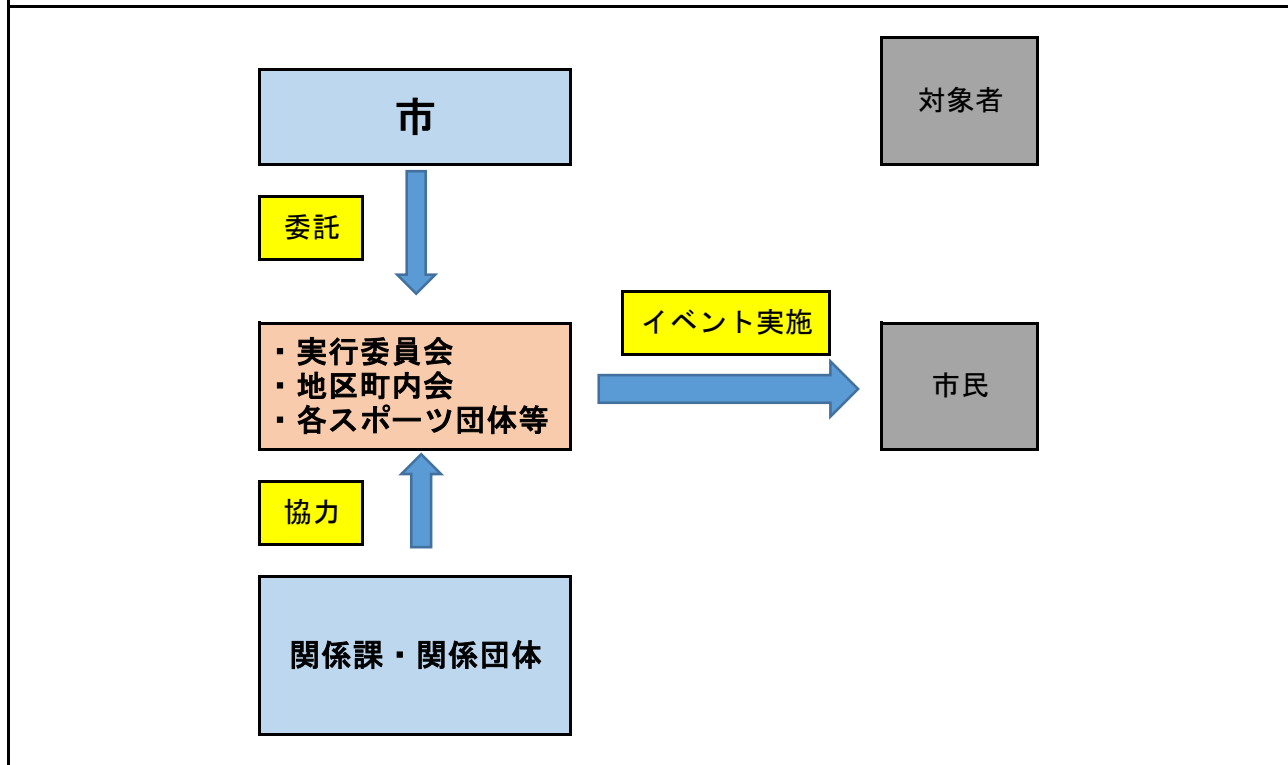 市
対象者
委託
イベント実施
・実行委員会
・地区町内会
・各スポーツ団体等
市民
協力
関係課・関係団体